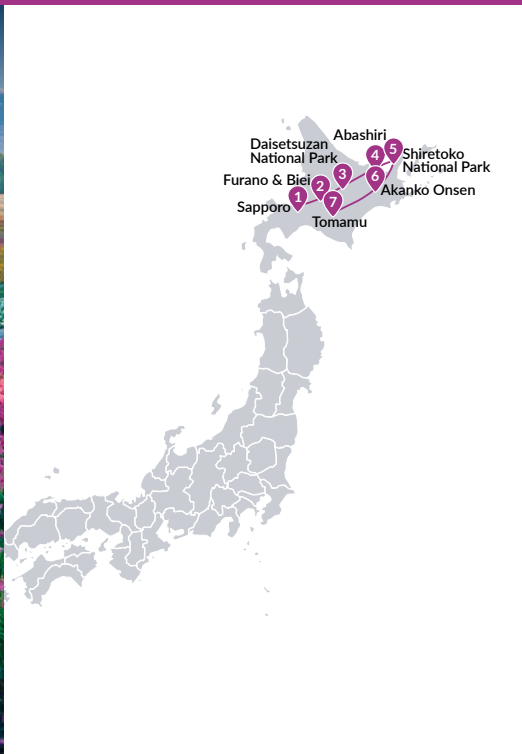 Abashiri
5
Daisetsuzan
National Park
4
Shiretoko
National Park
3
Furano & Biei
2
6
Akanko Onsen
1
Sapporo
7
Tomamu